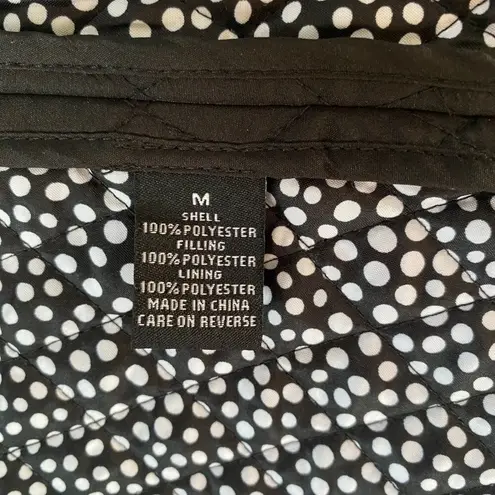 M
SHELL
100% POLYESTER
FILLING
100% POLYESTER
LINING
100% POLYESTER
MADE IN CHINA
CARE ON REVERSE